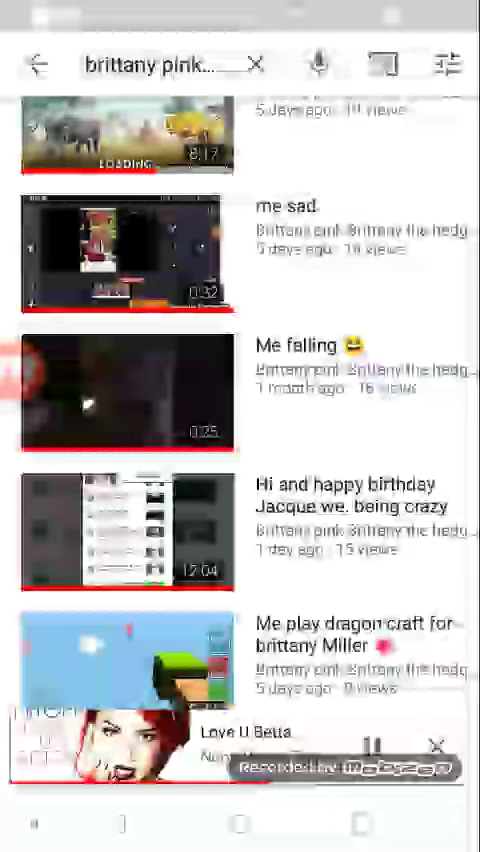 brittany pink...
5 days ago · 19 views
LOADING
8:17
me sad
Brittany pink Brittany the hedg...
5 days ago · views
0:32
Me falling 😄
Brittany pink Brittany the hedg...
1 month ago · 16 views
0:25
Hi and happy birthday
Jacque we. being crazy
Brittany pink Brittany the hedg...
1 day ago · 15 views
12:04
Me play dragon craft for
brittany Miller
Brittany pink Brittany the hedg...
5 days ago · views
Love U Betta
Recorded by Mobizen